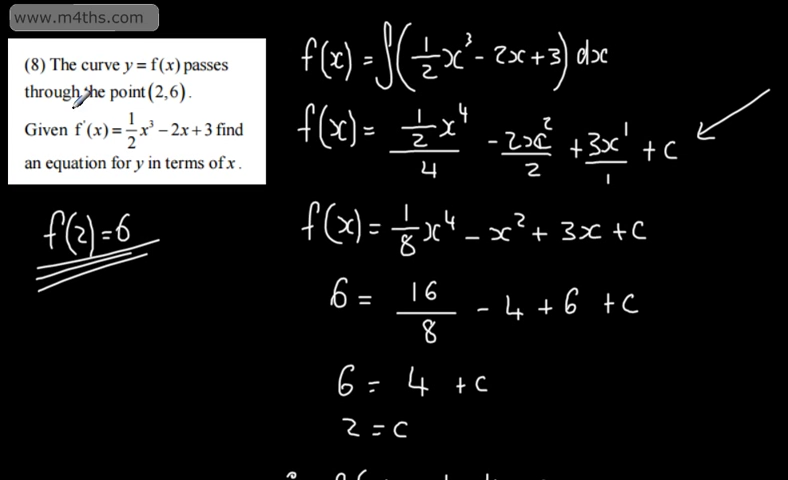 www.m4ths.com
(8) The curve y = f(x) passes
through the point (2,6).
Given f'(x) = 1/2 x³ − 2x + 3 find
an equation for y in terms of x.
f(2) = 6
f(x) = ∫(1/2 x³ - 2x + 3) dx
f(x) = 1/2 x⁴/4 - 2x²/2 + 3x¹/1 + c
f(x) = 1/8 x⁴ - x² + 3x + c
6 = 16/8 - 4 + 6 + c
6 = 4 + c
2 = c